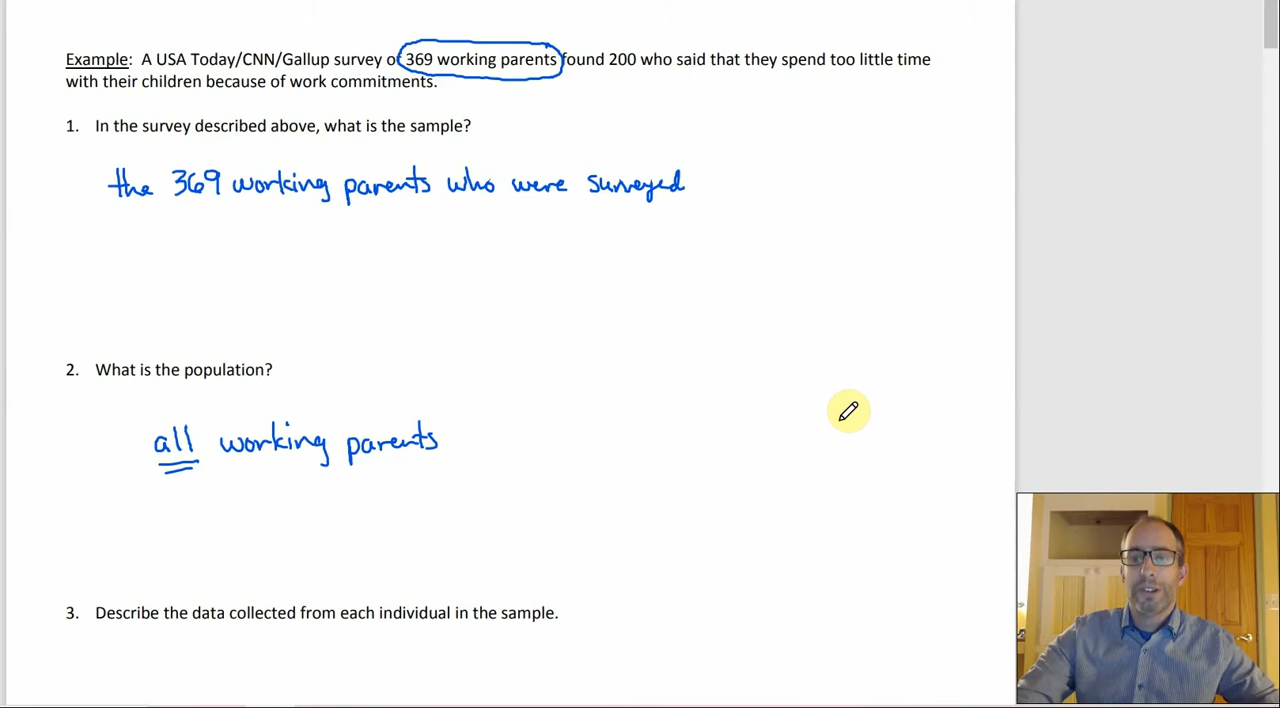 Example: A USA Today/CNN/Gallup survey of 369 working parents found 200 who said that they spend too little time
with their children because of work commitments.
1. In the survey described above, what is the sample?
the 369 working parents who were surveyed
2. What is the population?
all working parents
3. Describe the data collected from each individual in the sample.